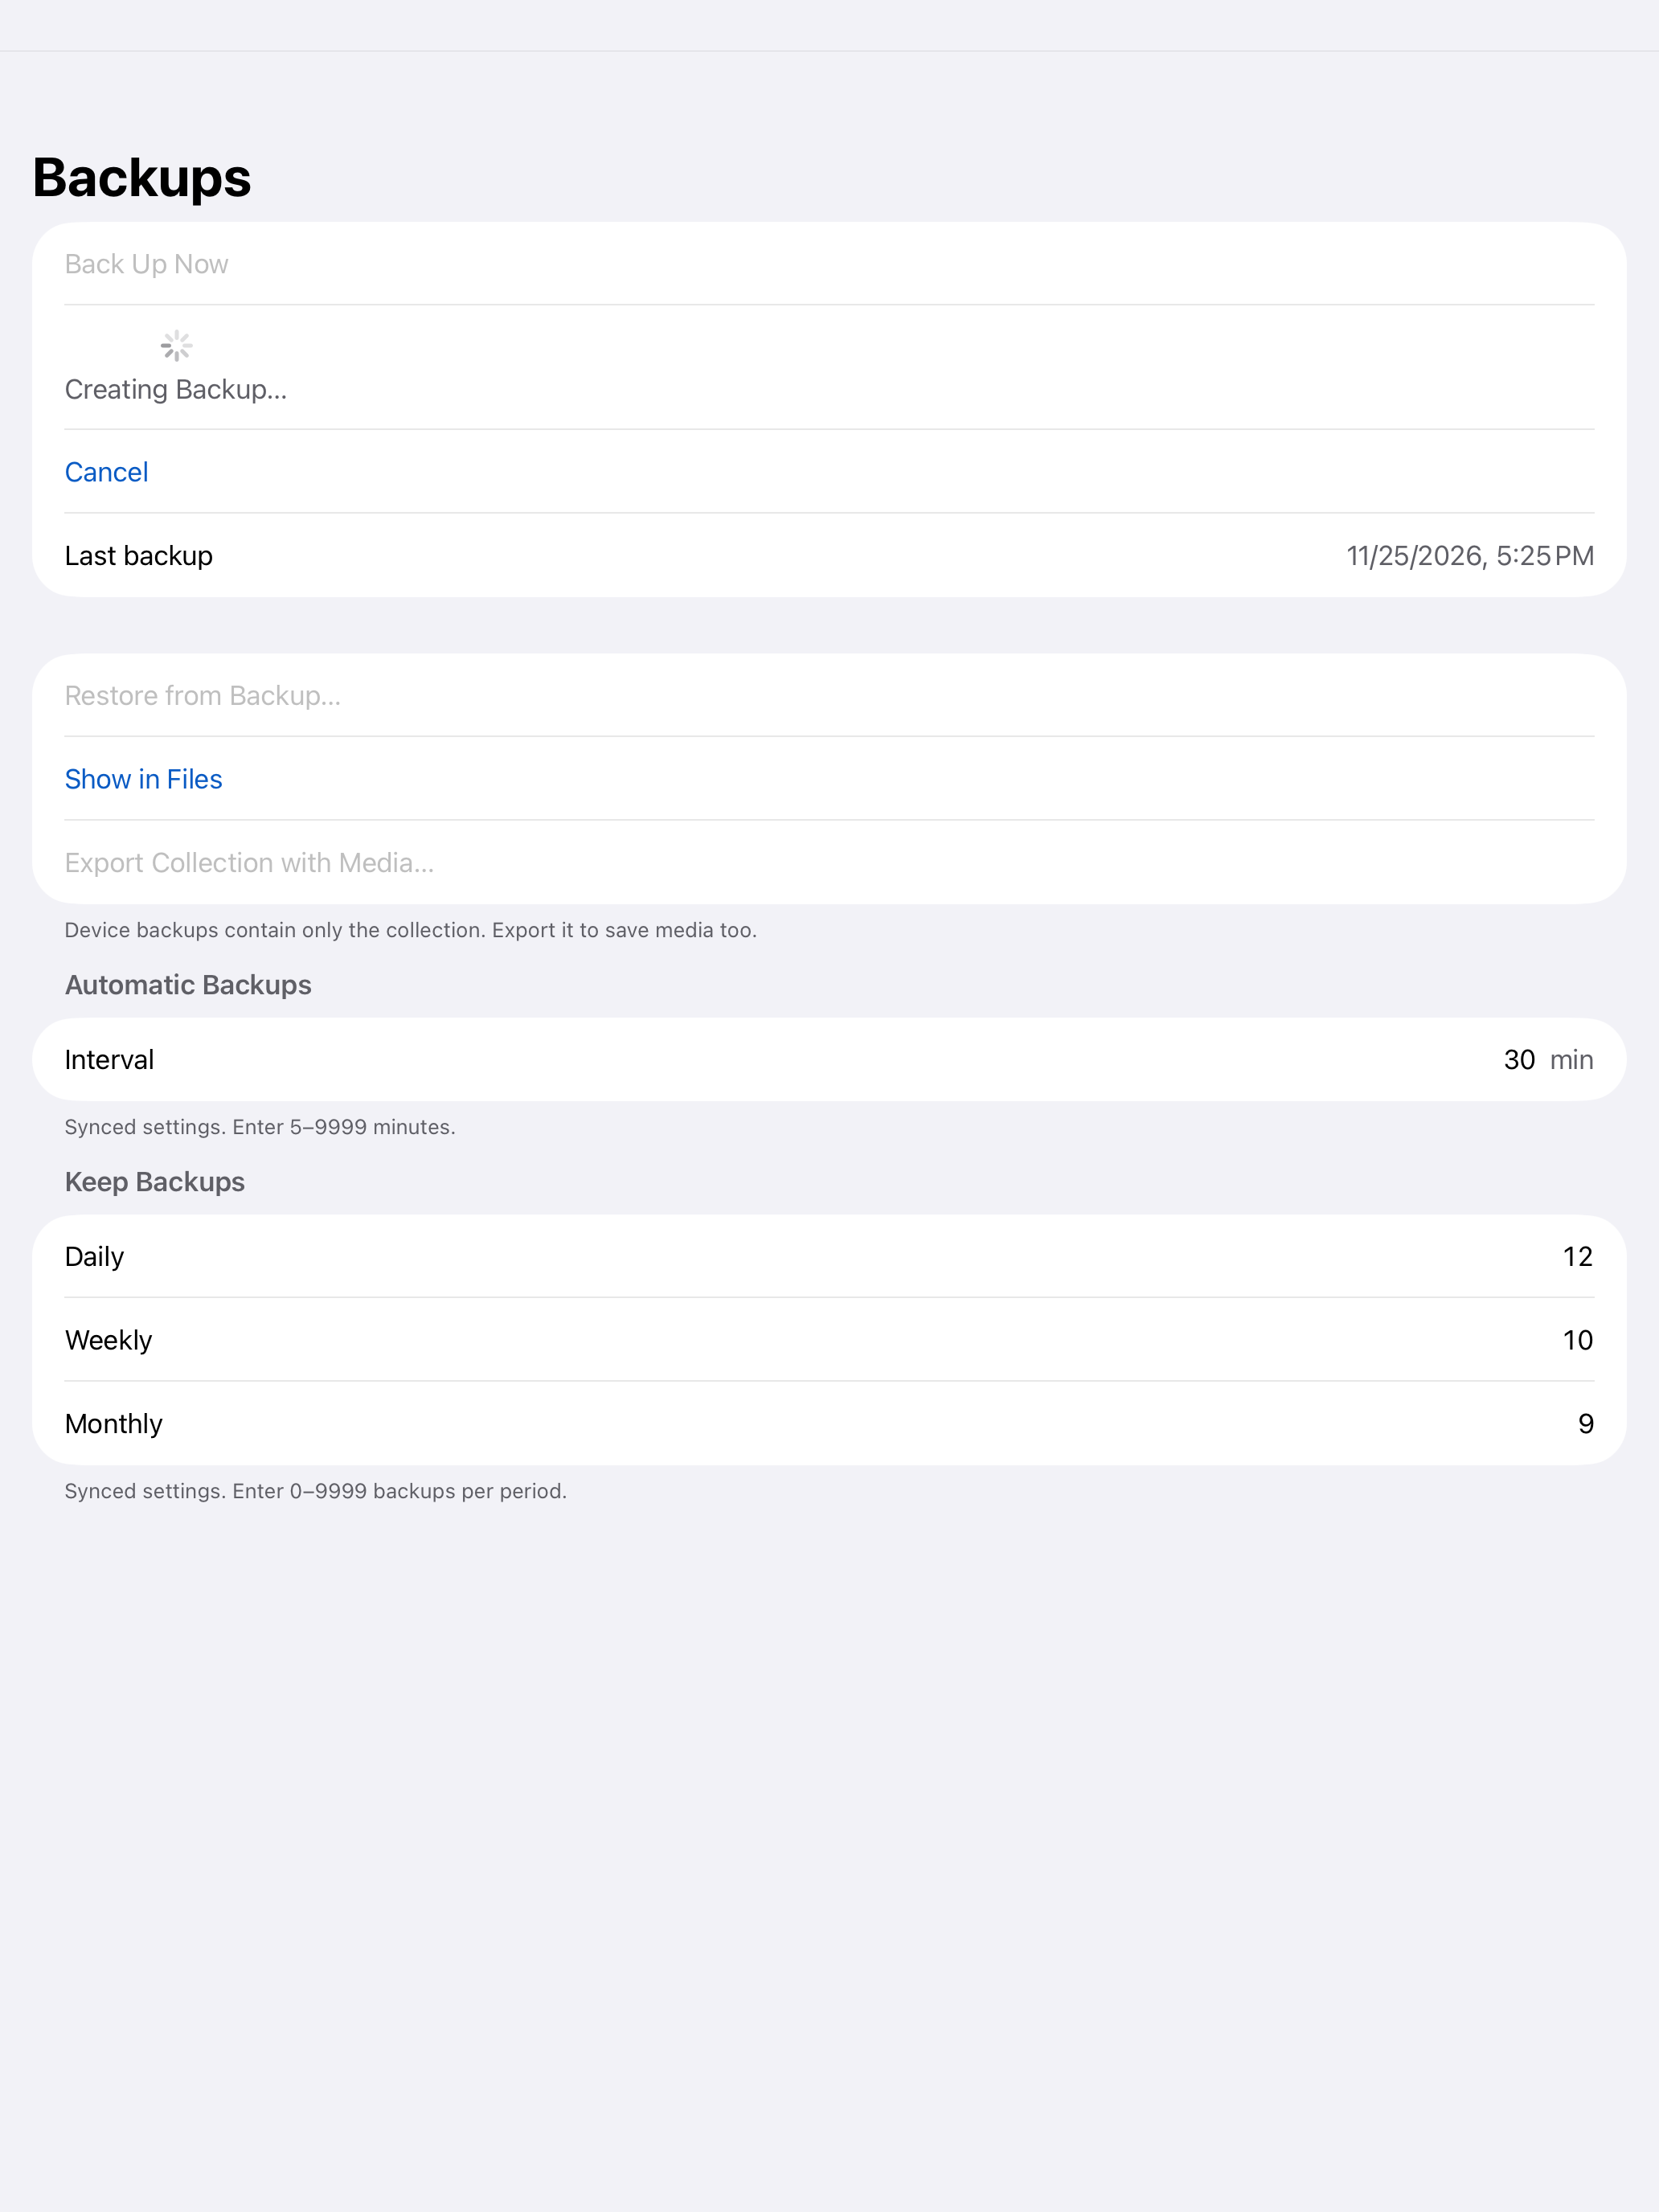 Backups
Back Up Now
Creating Backup...
Cancel
Last backup 11/25/2026, 5:25 PM
Restore from Backup...
Show in Files
Export Collection with Media...
Device backups contain only the collection. Export it to save media too.
Automatic Backups
Interval 30 min
Synced settings. Enter 5–9999 minutes.
Keep Backups
Daily 12
Weekly 10
Monthly 9
Synced settings. Enter 0–9999 backups per period.